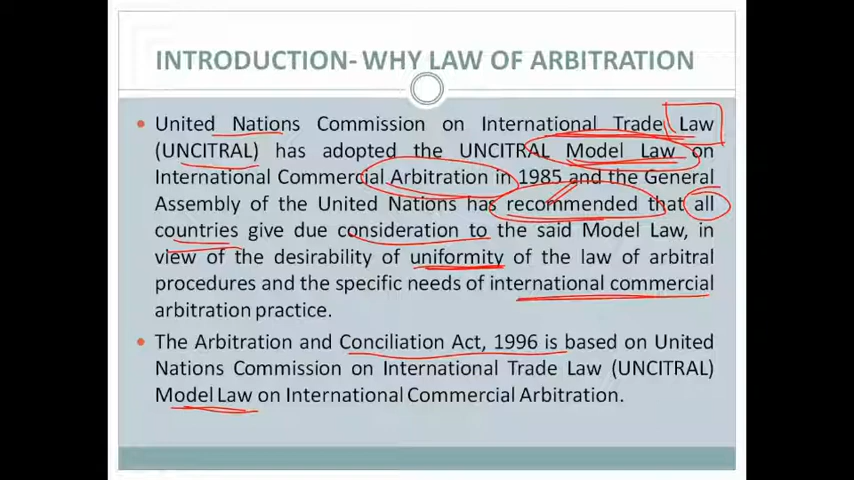 INTRODUCTION- WHY LAW OF ARBITRATION
• United Nations Commission on International Trade Law
(UNCITRAL) has adopted the UNCITRAL Model Law on
International Commercial Arbitration in 1985 and the General
Assembly of the United Nations has recommended that all
countries give due consideration to the said Model Law, in
view of the desirability of uniformity of the law of arbitral
procedures and the specific needs of international commercial
arbitration practice.
• The Arbitration and Conciliation Act, 1996 is based on United
Nations Commission on International Trade Law (UNCITRAL)
Model Law on International Commercial Arbitration.